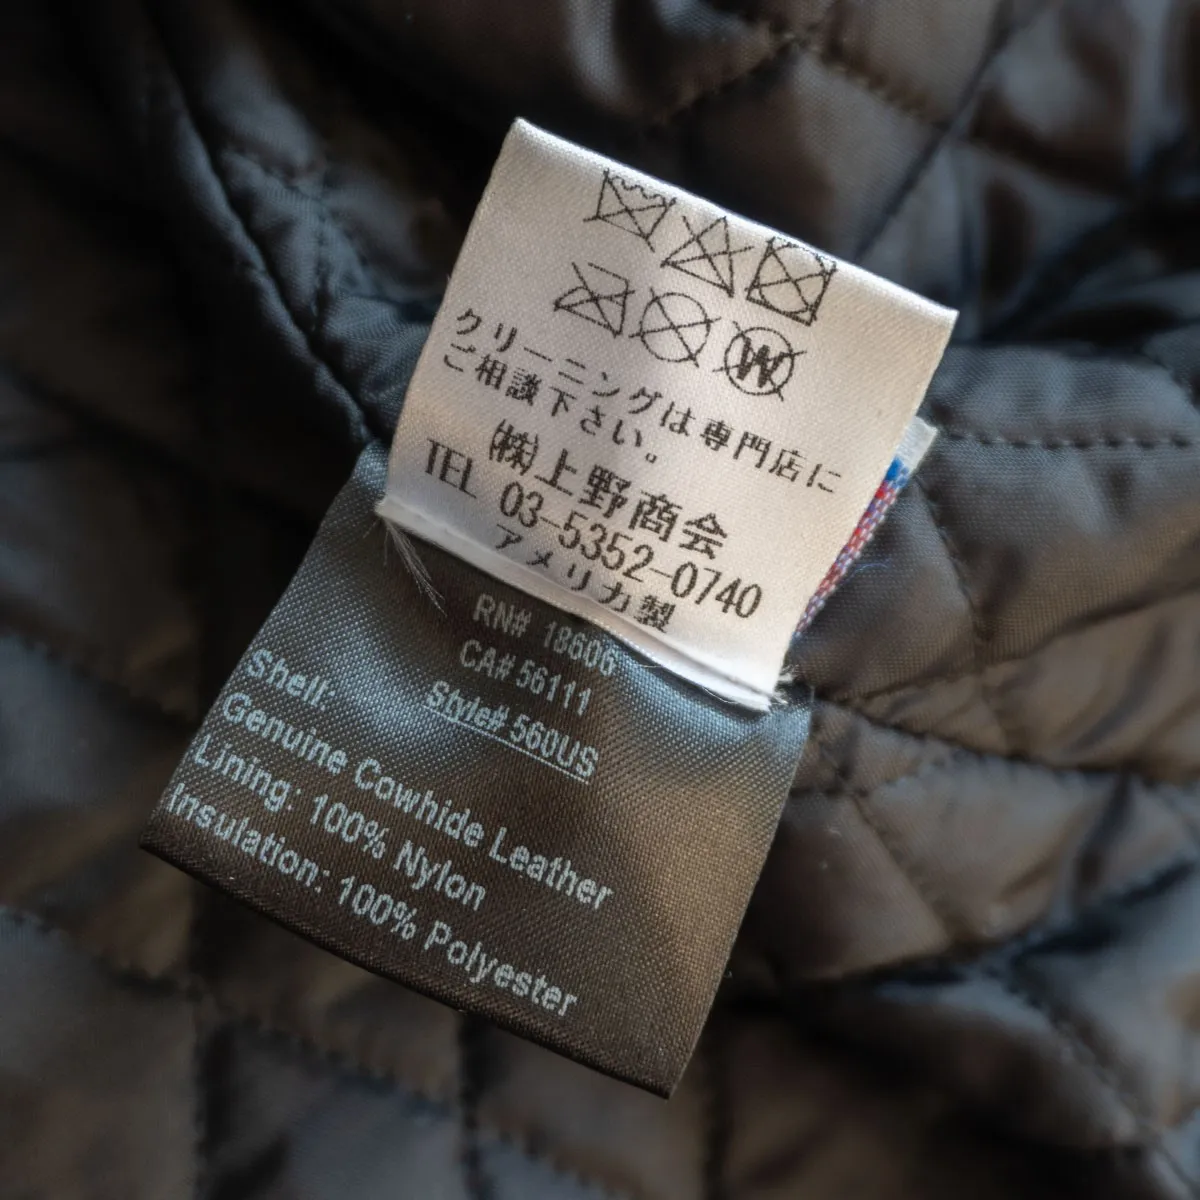 W
クリーニングは専門店に
ご相談下さい。
㈱上野商会
TEL 03-5352-0740
アメリカ製
RN# 18606
CA# 56111
Style# 560US
Shell:
Genuine Cowhide Leather
Lining: 100% Nylon
Insulation: 100% Polyester